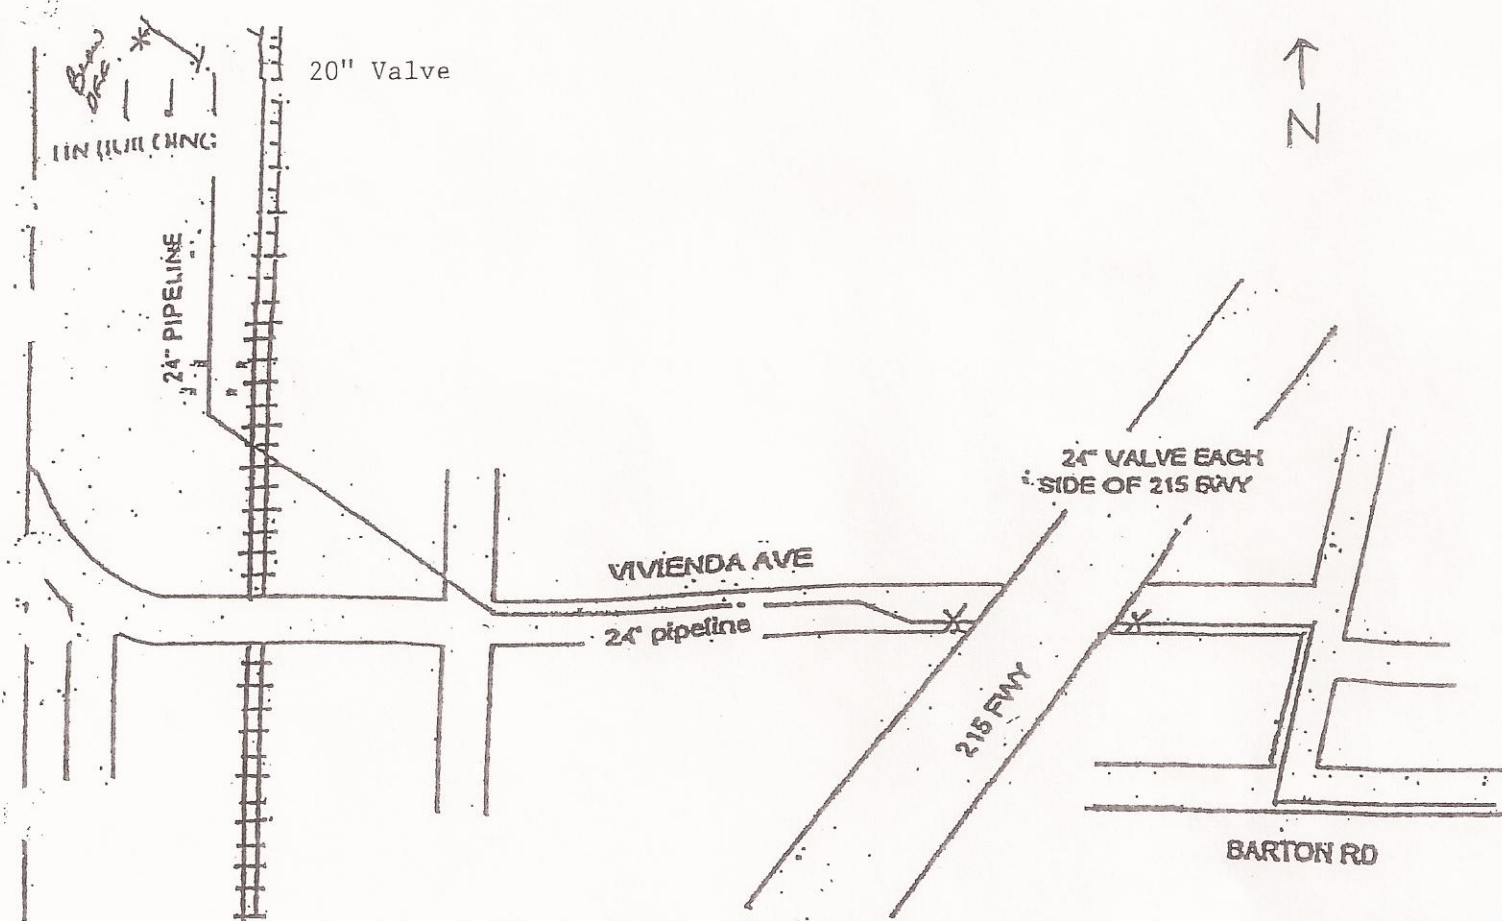 20" Valve
N
24" PIPELINE
24" VALVE EACH
SIDE OF 215 FWY
VIVIENDA AVE
24" pipeline
215 FWY
BARTON RD